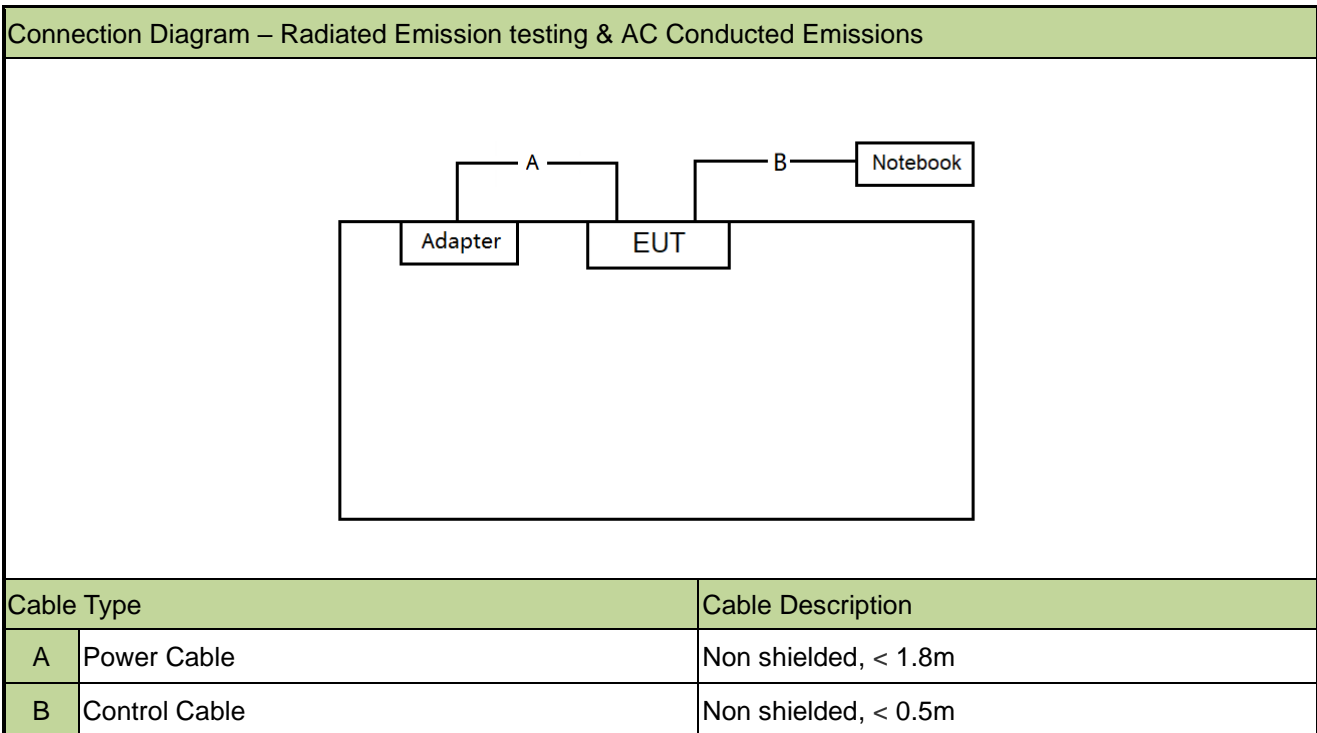 Connection Diagram – Radiated Emission testing & AC Conducted Emissions
A
B
Notebook
Adapter
EUT
Cable Type
Cable Description
A
Power Cable
Non shielded, < 1.8m
B
Control Cable
Non shielded, < 0.5m